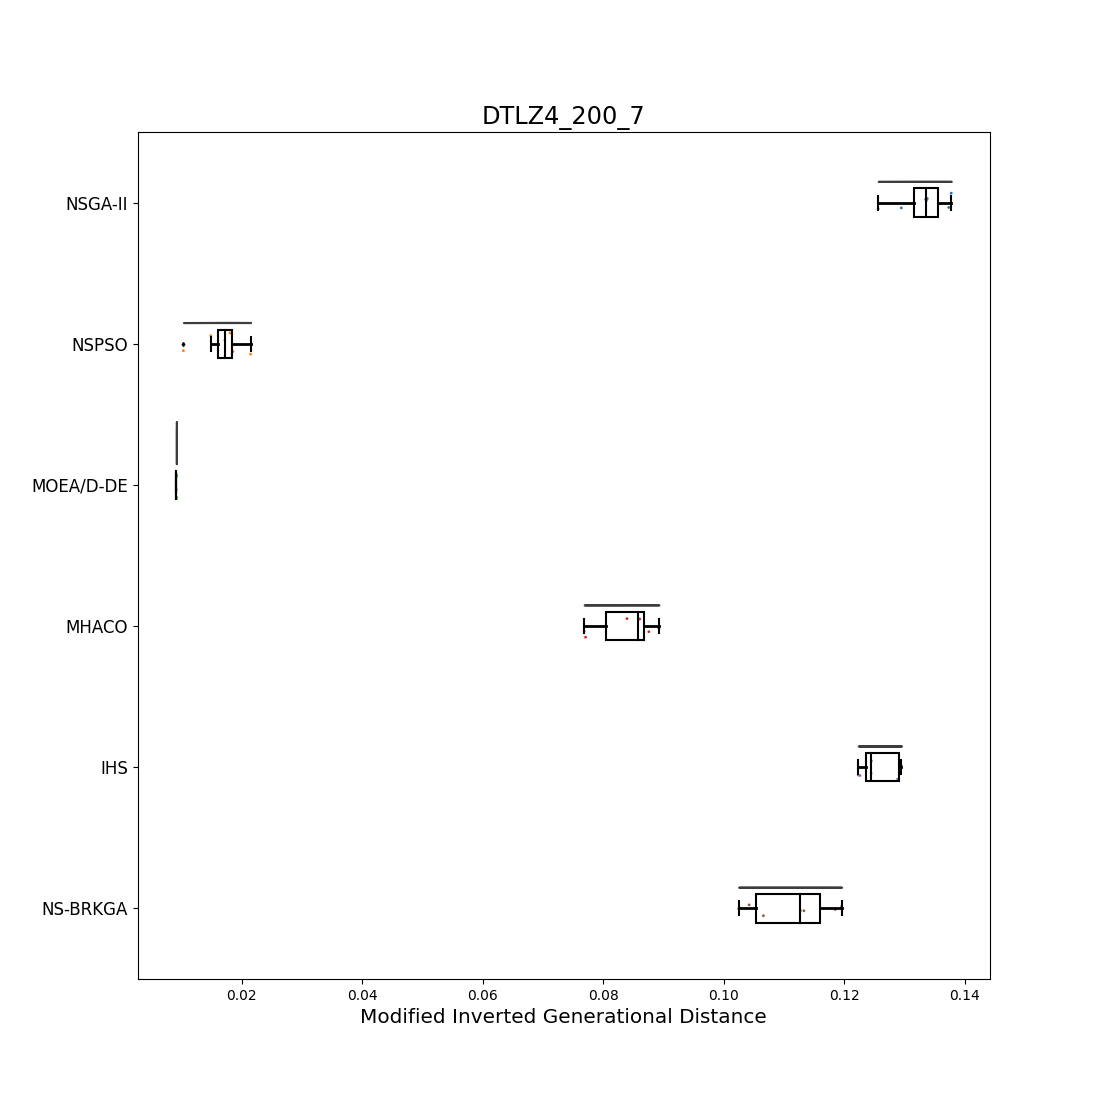 DTLZ4_200_7
NSGA-II
NSPSO
MOEA/D-DE
MHACO
IHS
NS-BRKGA
0.02 0.04 0.06 0.08 0.10 0.12 0.14
Modified Inverted Generational Distance